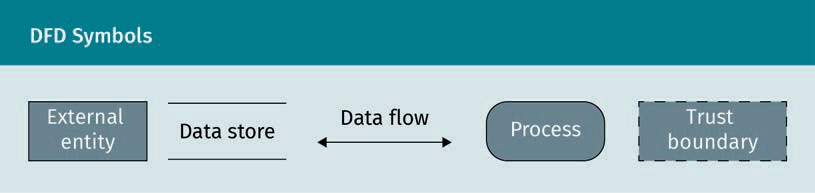 DFD Symbols
External
entity
Data store
Data flow
Process
Trust
boundary